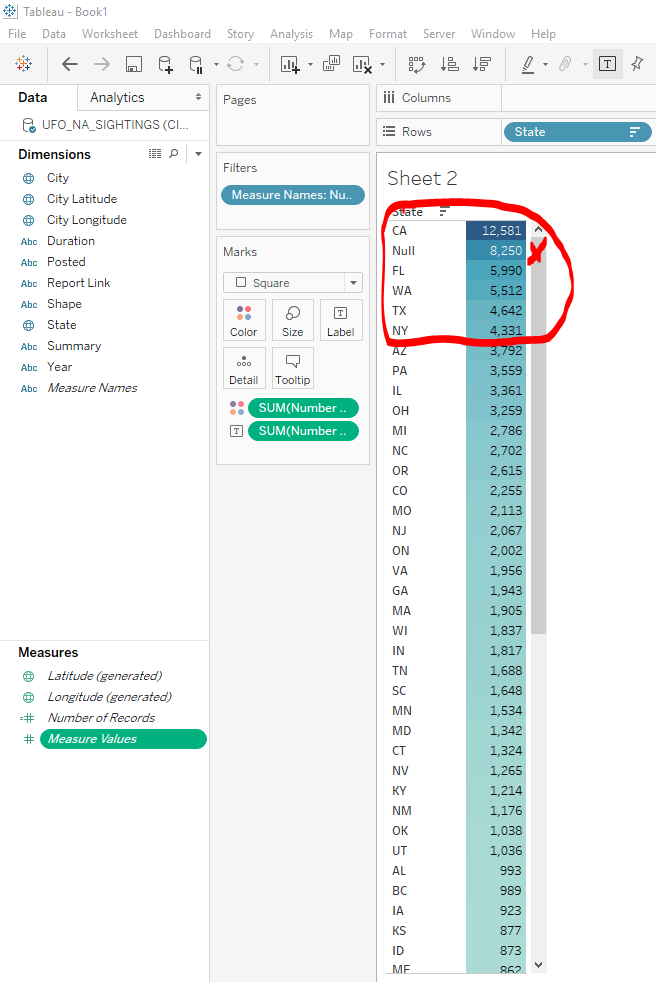 Tableau - Book1
File Data Worksheet Dashboard Story Analysis Map Format Server Window Help
Data Analytics
UFO_NA_SIGHTINGS (CI...
Dimensions
City
City Latitude
City Longitude
Abc Duration
Abc Posted
Abc Report Link
Abc Shape
State
Abc Summary
Abc Year
Abc Measure Names
Measures
Latitude (generated)
Longitude (generated)
=# Number of Records
# Measure Values
Pages
Filters
Measure Names: Nu..
Marks
Square
Color Size Label
Detail Tooltip
SUM(Number ..
SUM(Number ..
Columns
Rows State
Sheet 2
State
CA 12,581
Null 8,250
FL 5,990
WA 5,512
TX 4,642
NY 4,331
AZ 3,792
PA 3,559
IL 3,361
OH 3,259
MI 2,786
NC 2,702
OR 2,615
CO 2,255
MO 2,113
NJ 2,067
ON 2,002
VA 1,956
GA 1,943
MA 1,905
WI 1,837
IN 1,817
TN 1,688
SC 1,648
MN 1,534
MD 1,342
CT 1,324
NV 1,265
KY 1,214
NM 1,176
OK 1,038
UT 1,036
AL 993
BC 989
IA 923
KS 877
ID 873
ME 862